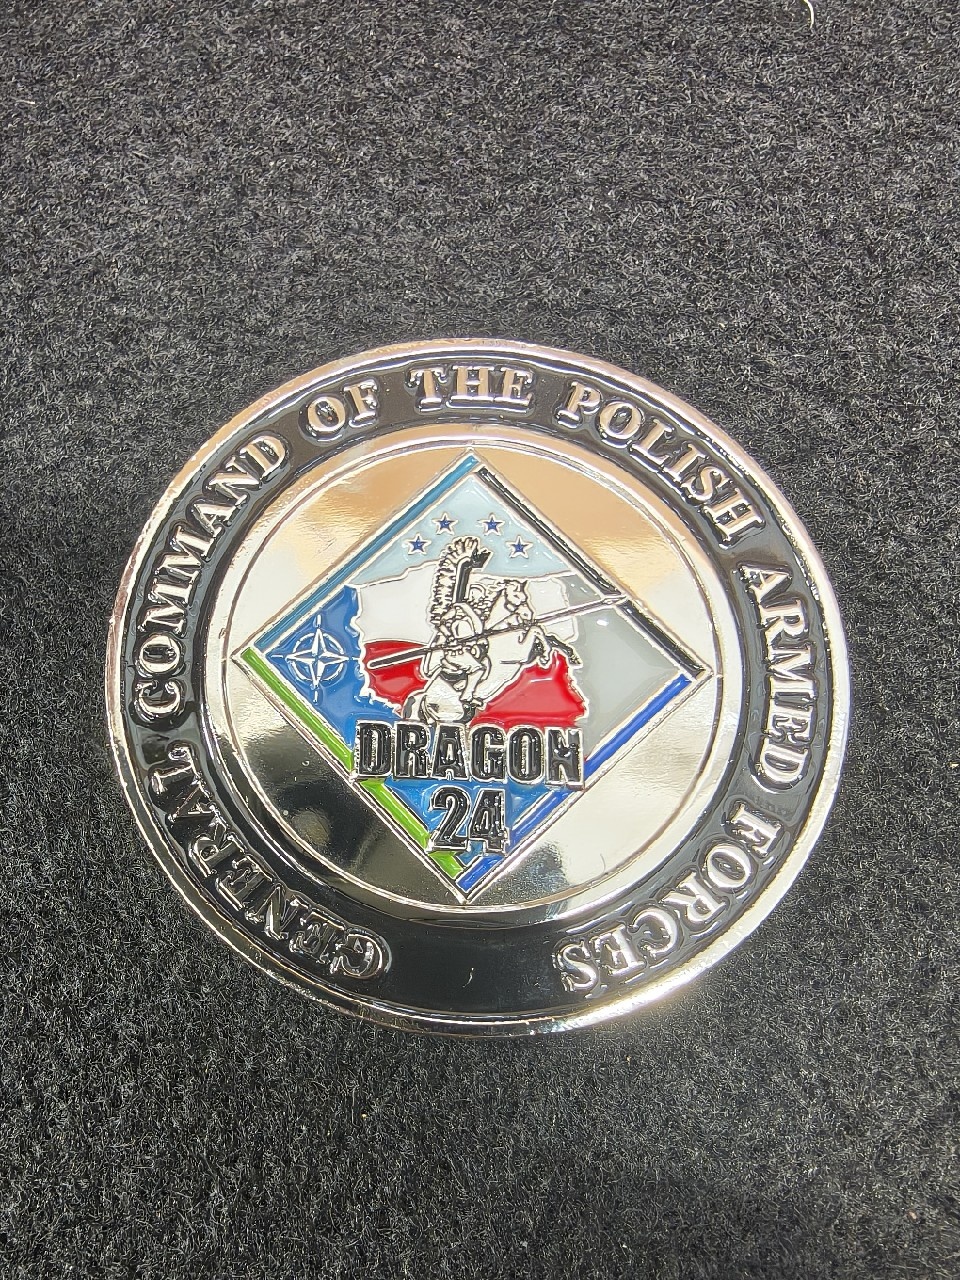 GENERAL COMMAND OF THE POLISH ARMED FORCES
DRAGON
24